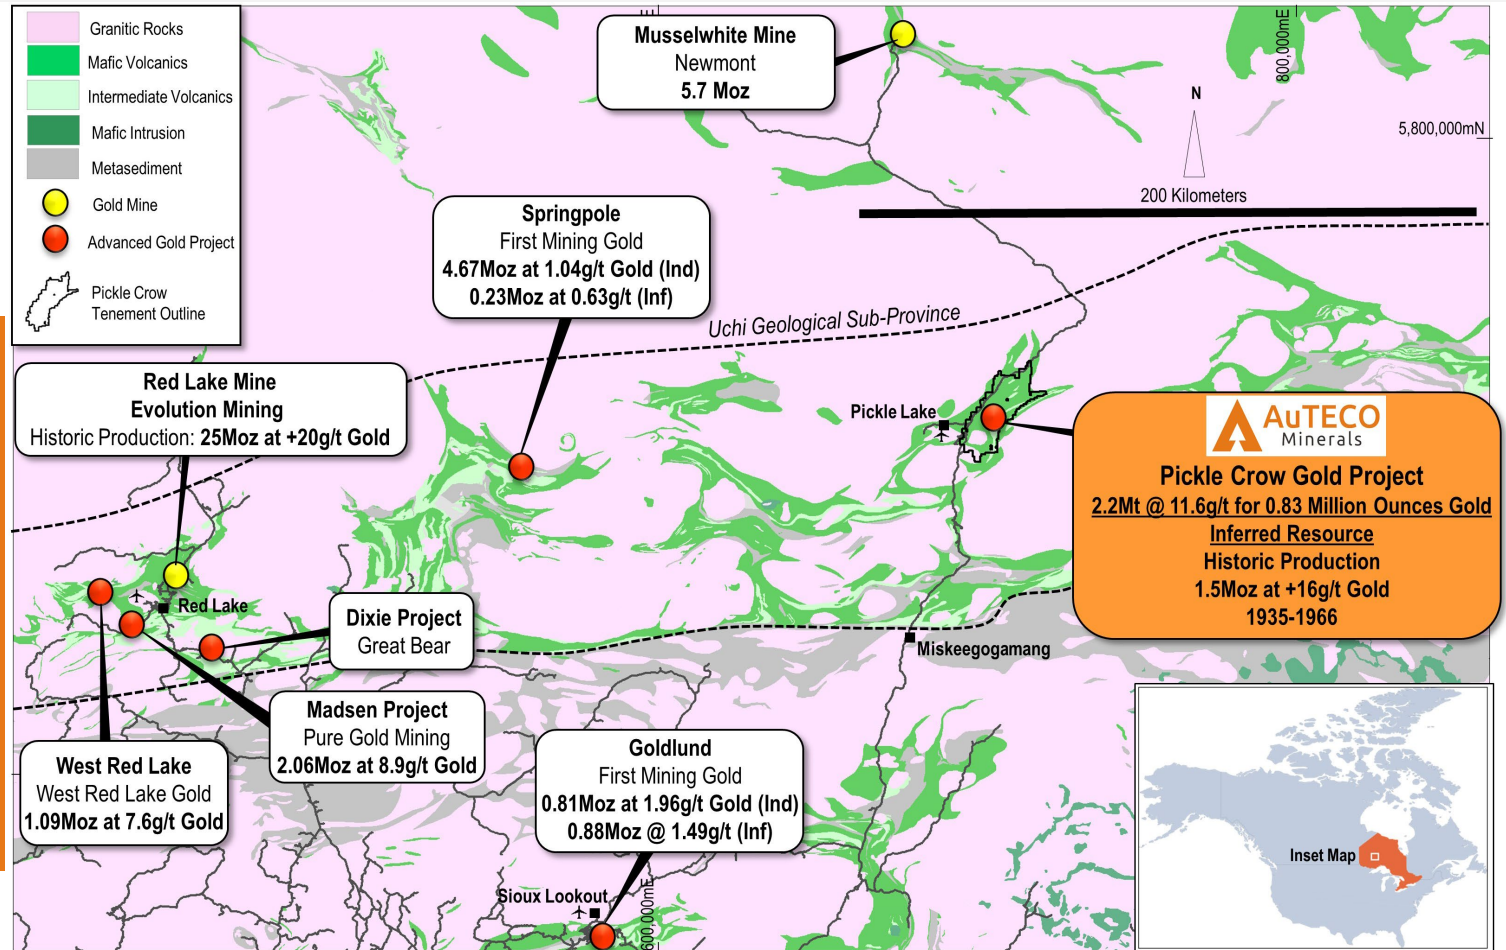 Granitic Rocks
Mafic Volcanics
Intermediate Volcanics
Mafic Intrusion
Metasediment
Gold Mine
Advanced Gold Project
Pickle Crow
Tenement Outline
Musselwhite Mine
Newmont
5.7 Moz
800,000mE
N
5,800,000mN
200 Kilometers
Springpole
First Mining Gold
4.67Moz at 1.04g/t Gold (Ind)
0.23Moz at 0.63g/t (Inf)
Uchi Geological Sub-Province
Red Lake Mine
Evolution Mining
Historic Production: 25Moz at +20g/t Gold
Pickle Lake
AuTECO
Minerals
Pickle Crow Gold Project
2.2Mt @ 11.6g/t for 0.83 Million Ounces Gold
Inferred Resource
Historic Production
1.5Moz at +16g/t Gold
1935-1966
Red Lake
Dixie Project
Great Bear
Miskeegogamang
Madsen Project
Pure Gold Mining
2.06Moz at 8.9g/t Gold
West Red Lake
West Red Lake Gold
1.09Moz at 7.6g/t Gold
Goldlund
First Mining Gold
0.81Moz at 1.96g/t Gold (Ind)
0.88Moz @ 1.49g/t (Inf)
Inset Map
Sioux Lookout
600,000mE